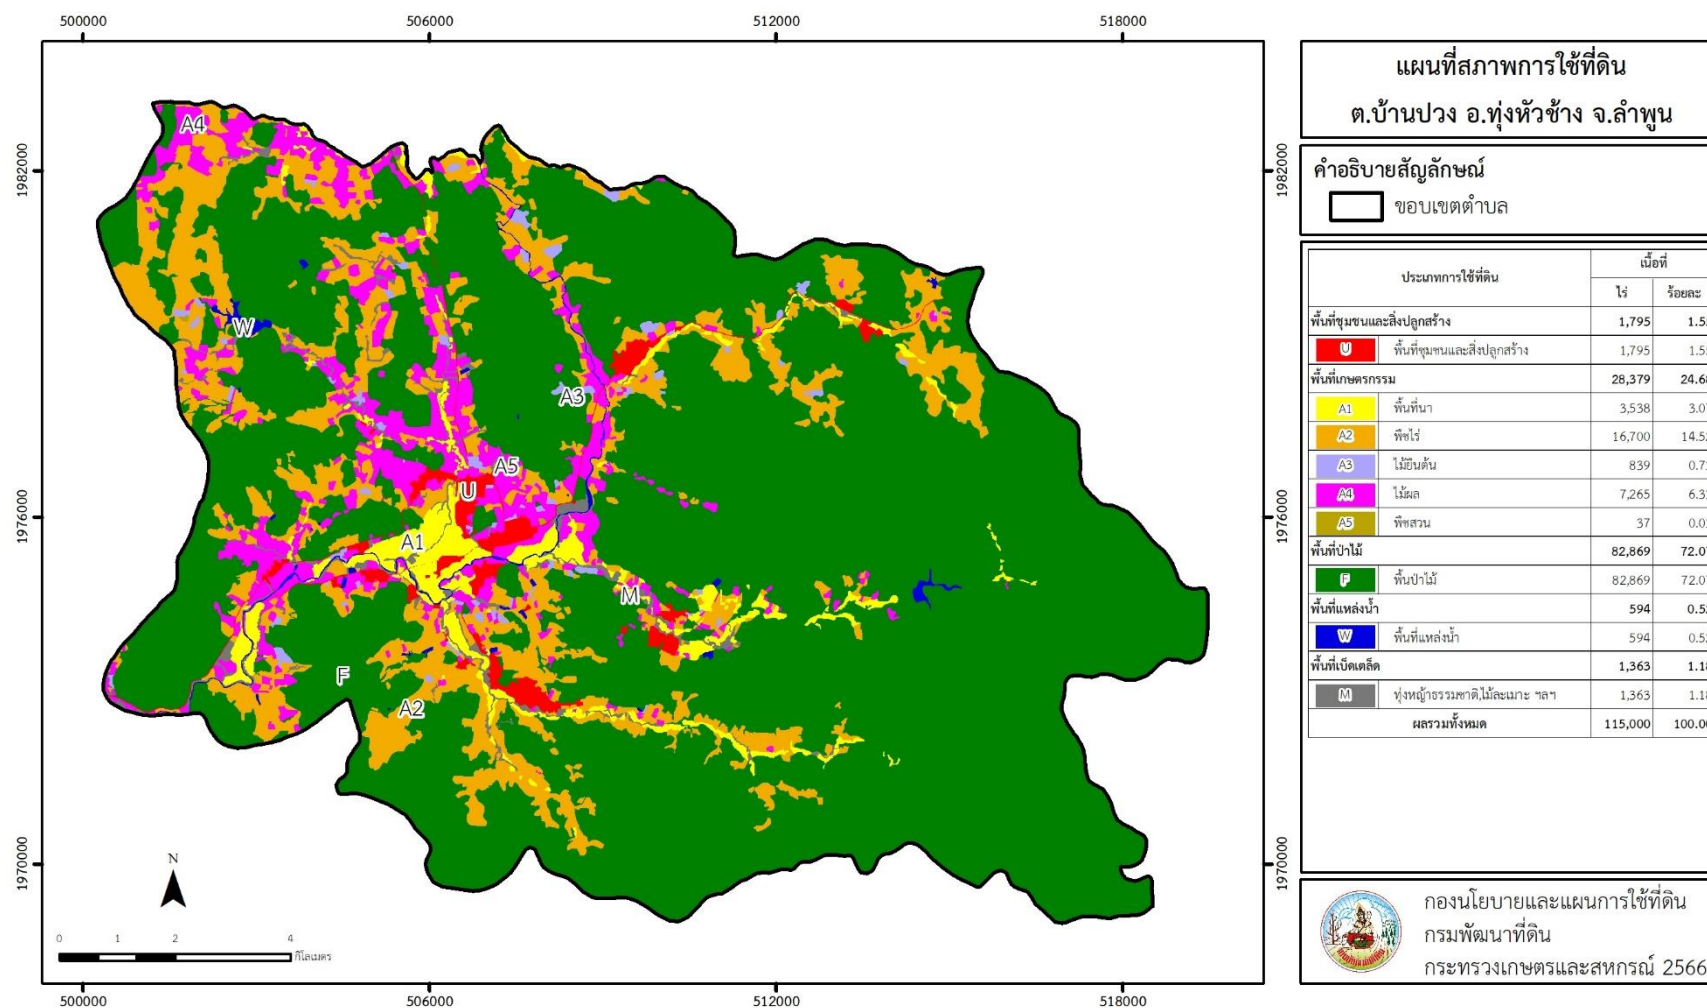 500000 506000 512000 518000
1982000 1982000
1976000 1976000
1970000 1970000
A4
W
A3
A5
U
A1
M
F
A2
N
0 1 2 4
กิโลเมตร
500000 506000 512000 518000
แผนที่สภาพการใช้ที่ดิน
ต.บ้านปวง อ.ทุ่งหัวช้าง จ.ลำพูน
คำอธิบายสัญลักษณ์
ขอบเขตตำบล
ประเภทการใช้ที่ดิน เนื้อที่
ไร่ ร้อยละ
พื้นที่ชุมชนและสิ่งปลูกสร้าง 1,795
U พื้นที่ชุมชนและสิ่งปลูกสร้าง 1,795
พื้นที่เกษตรกรรม 28,379
A1 พื้นที่นา 3,538
A2 พืชไร่ 16,700
A3 ไม้ยืนต้น 839
A4 ไม้ผล 7,265
A5 พืชสวน 37
พื้นที่ป่าไม้ 82,869
F พื้นป่าไม้ 82,869
พื้นที่แหล่งน้ำ 594
W พื้นที่แหล่งน้ำ 594
พื้นที่เบ็ดเตล็ด 1,363
M ทุ่งหญ้าธรรมชาติ,ไม้ละเมาะ ฯลฯ 1,363
ผลรวมทั้งหมด 115,000
กองนโยบายและแผนการใช้ที่ดิน
กรมพัฒนาที่ดิน
กระทรวงเกษตรและสหกรณ์ 2566